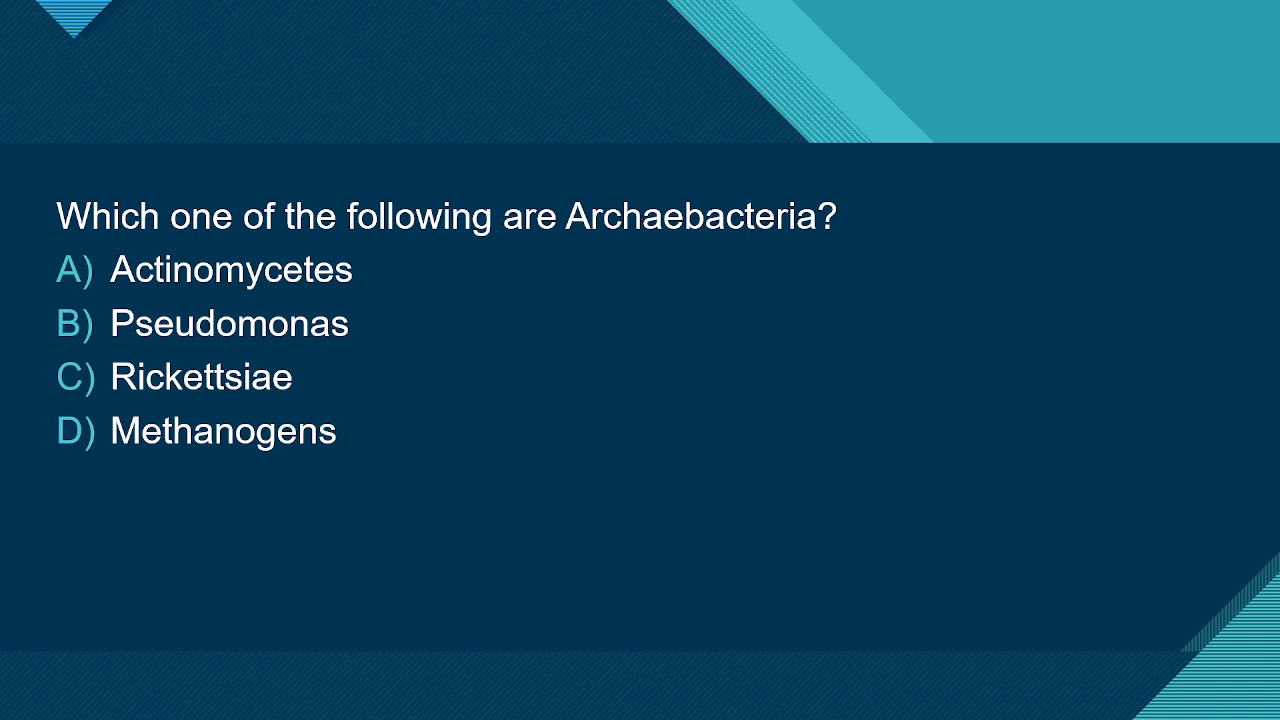 Which one of the following are Archaebacteria?
A) Actinomycetes
B) Pseudomonas
C) Rickettsiae
D) Methanogens